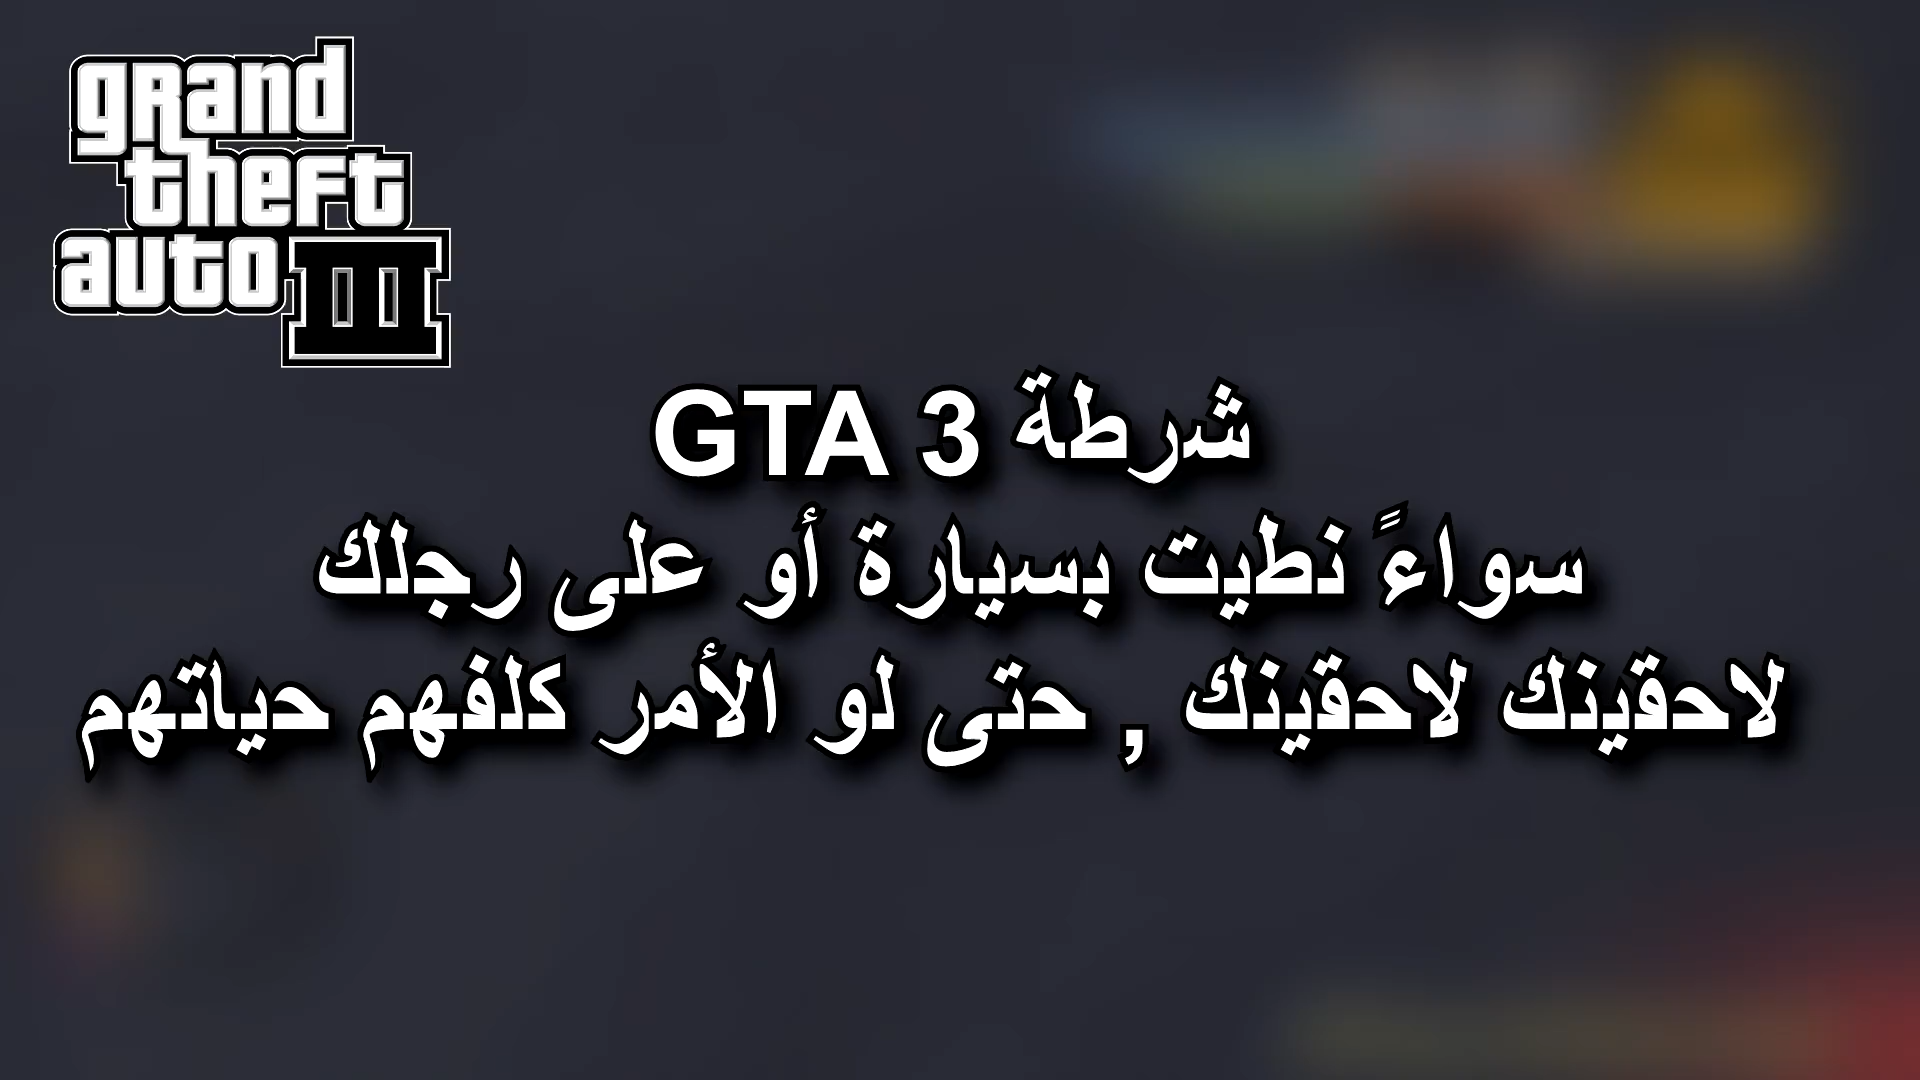 grand
theft
auto III
شرطة GTA 3
سواءً نطيت بسيارة أو على رجلك
لاحقينك لاحقينك , حتى لو الأمر كلفهم حياتهم